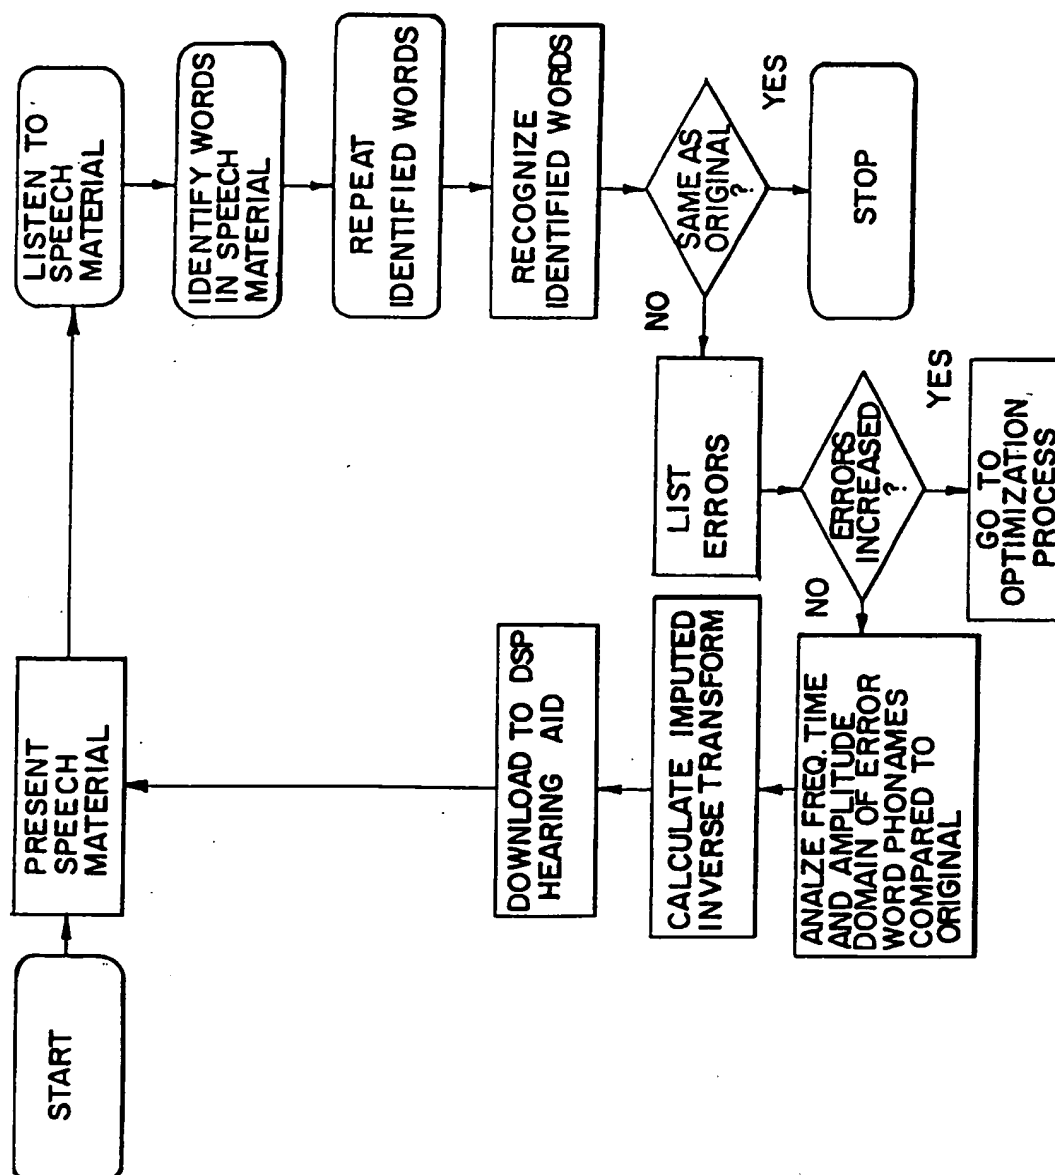 START
PRESENT
SPEECH
MATERIAL
LISTEN TO
SPEECH
MATERIAL
IDENTIFY WORDS
IN SPEECH
MATERIAL
REPEAT
IDENTIFIED WORDS
RECOGNIZE
IDENTIFIED WORDS
SAME AS
ORIGINAL
?
YES
STOP
NO
LIST
ERRORS
ERRORS
INCREASED
?
YES
GO TO
OPTIMIZATION
PROCESS
NO
ANALZE FREQ. TIME
AND AMPLITUDE
DOMAIN OF ERROR
WORD PHONAMES
COMPARED TO
ORIGINAL
CALCULATE IMPUTED
INVERSE TRANSFORM
DOWNLOAD TO DSP
HEARING AID